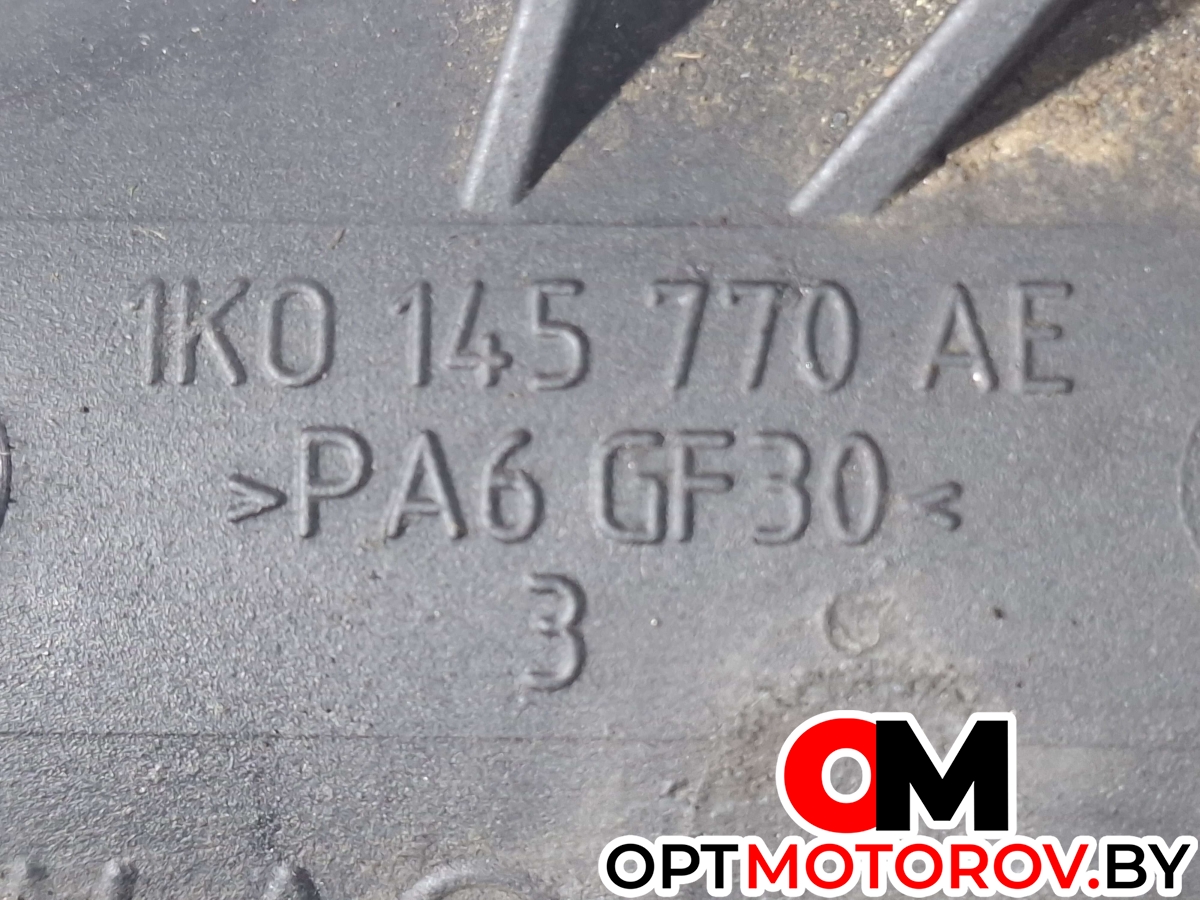 1K0 145 770 AE
>PA6 GF30<
3
OM
OPTMOTOROV.BY